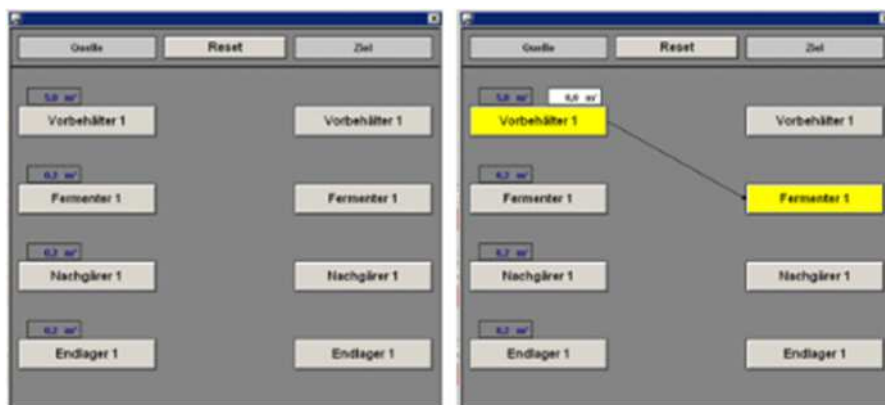 Quelle Reset Ziel
5,0 m³
Vorbehälter 1 Vorbehälter 1
0,2 m³
Fermenter 1 Fermenter 1
0,2 m³
Nachgärer 1 Nachgärer 1
0,2 m³
Endlager 1 Endlager 1
Quelle Reset Ziel
5,0 m³ 0,0 m³
Vorbehälter 1 Vorbehälter 1
0,2 m³
Fermenter 1 Fermenter 1
0,2 m³
Nachgärer 1 Nachgärer 1
0,2 m³
Endlager 1 Endlager 1